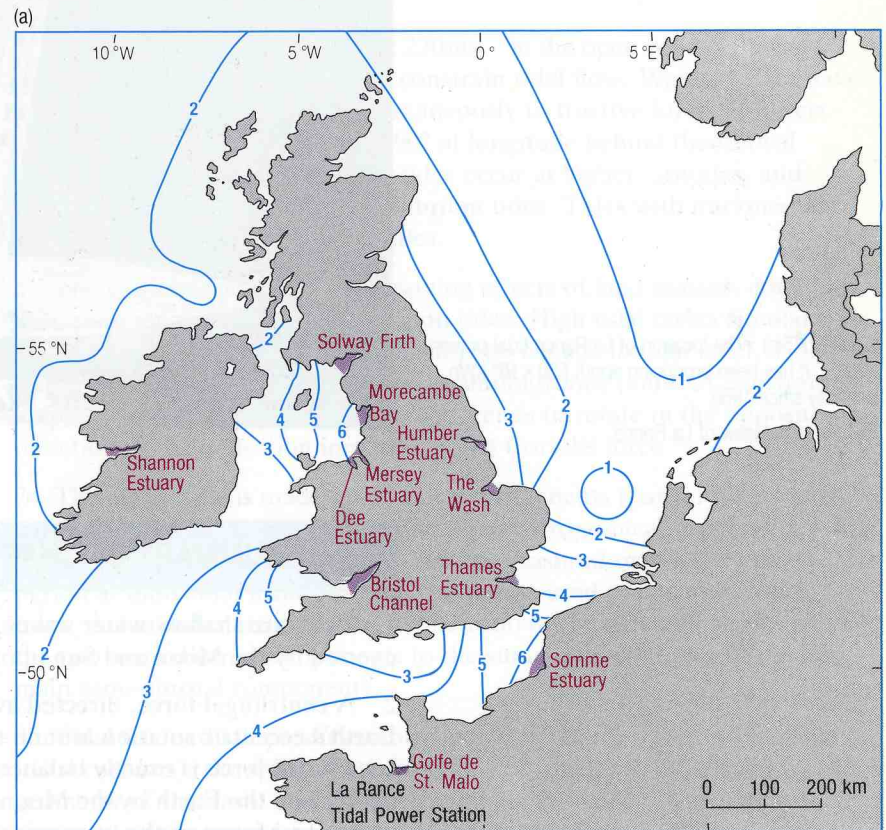 (a)
10 °W
5 °W
0 °
5 °E
2
55 °N
2
Solway Firth
1
2
Morecambe
Bay
4
5
6
3
2
3
2
Humber
Estuary
Shannon
Estuary
Mersey
Estuary
The
Wash
1
Dee
Estuary
2
3
Thames
Estuary
4
Bristol
Channel
5
4
5
6
2
50 °N
3
3
5
4
Somme
Estuary
Golfe de
St. Malo
La Rance
Tidal Power Station
0 100 200 km